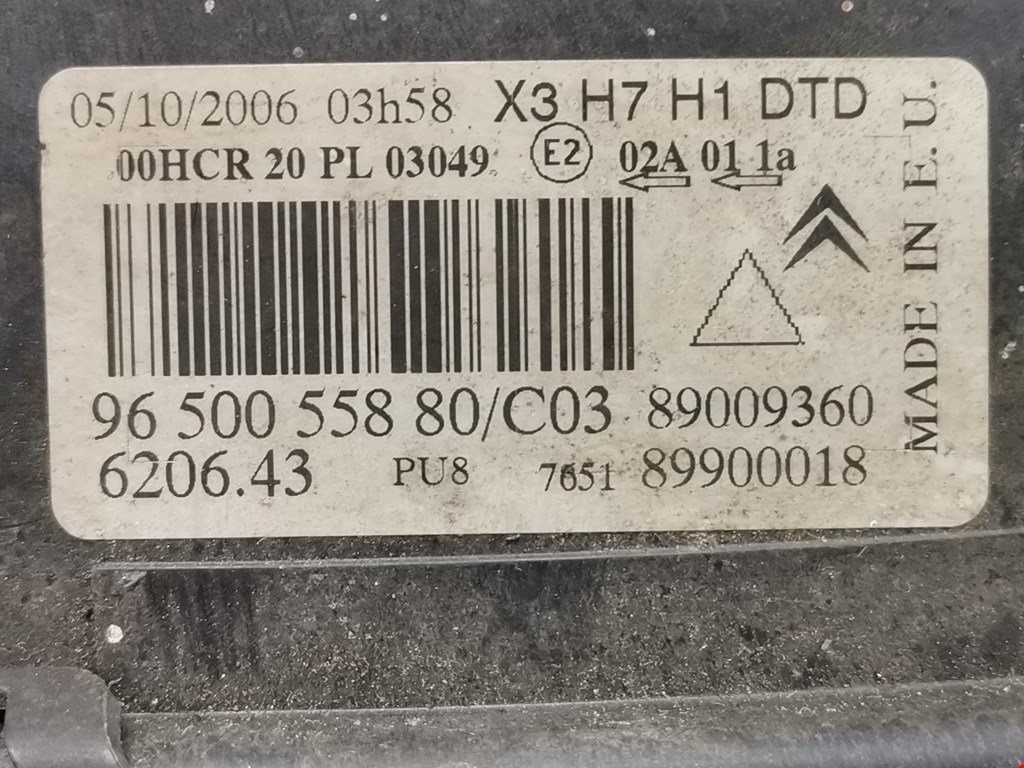 05/10/2006 03h58 X3 H7 H1 DTD
00HCR 20 PL 03049 E2 02A 01 1a
96 500 558 80/C03 89009360
6206.43 PU8 7651 89900018
MADE IN E. U.